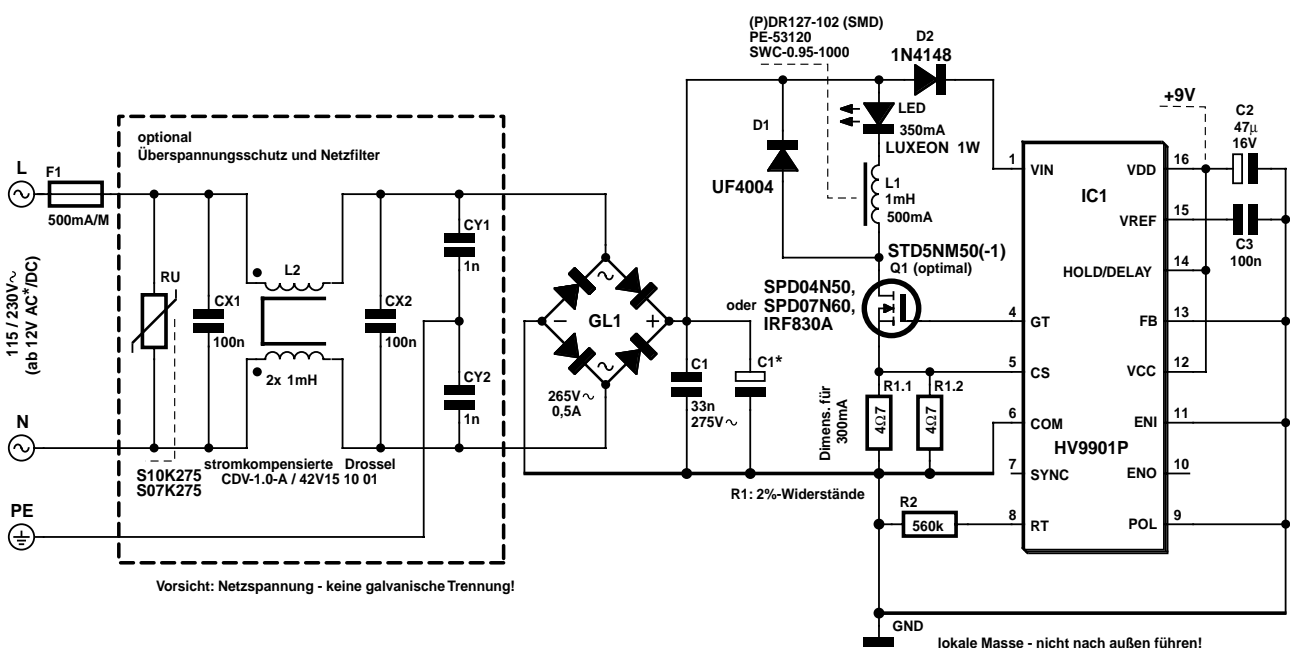 (P)DR127-102 (SMD)
PE-53120
SWC-0.95-1000
D2
1N4148
+9V
C2
47µ
16V
optional
Überspannungsschutz und Netzfilter
LED
350mA
LUXEON 1W
D1
UF4004
L1
1mH
500mA
L
F1
500mA/M
1
VIN
VDD
16
IC1
VREF
15
C3
100n
HOLD/DELAY
14
CY1
1n
L2
RU
CX1
100n
CX2
100n
115 / 230V~
(ab 12V AC*/DC)
STD5NM50(-1)
Q1 (optimal)
SPD04N50,
oder SPD07N60,
IRF830A
GL1
4
GT
FB
13
5
CS
VCC
12
2x 1mH
CY2
1n
265V~
0,5A
C1
33n
275V~
C1*
Dimens. für
300mA
R1.1
4Ω7
R1.2
4Ω7
6
COM
ENI
11
HV9901P
N
S10K275
S07K275
stromkompensierte Drossel
CDV-1.0-A / 42V15 10 01
7
SYNC
ENO
10
R1: 2%-Widerstände
PE
R2
560k
8
RT
POL
9
Vorsicht: Netzspannung - keine galvanische Trennung!
GND
lokale Masse - nicht nach außen führen!